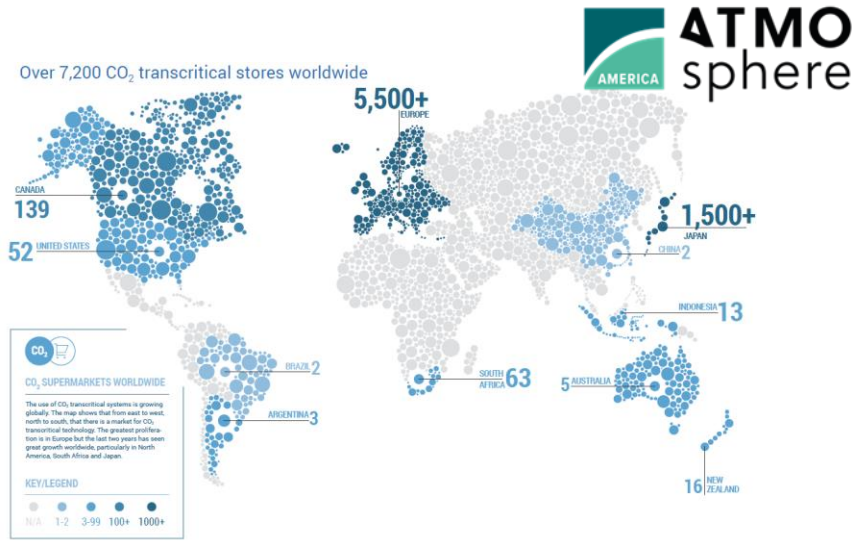 ATMO
sphere
AMERICA
Over 7,200 CO₂ transcritical stores worldwide
5,500+
EUROPE
CANADA
139
52 UNITED STATES
1,500+
JAPAN
CHINA 2
INDONESIA 13
BRAZIL 2
SOUTH
AFRICA 63
5 AUSTRALIA
ARGENTINA 3
16 NEW
ZEALAND
CO₂
CO₂ SUPERMARKETS WORLDWIDE
The use of CO₂ transcritical systems is growing
globally. The map shows that from east to west,
north to south, that there is a market for CO₂
transcritical technology. The greatest prolifera-
tion is in Europe but the last two years has seen
great growth worldwide, particularly in North
America, South Africa and Japan.
KEY/LEGEND
N/A 1-2 3-99 100+ 1000+